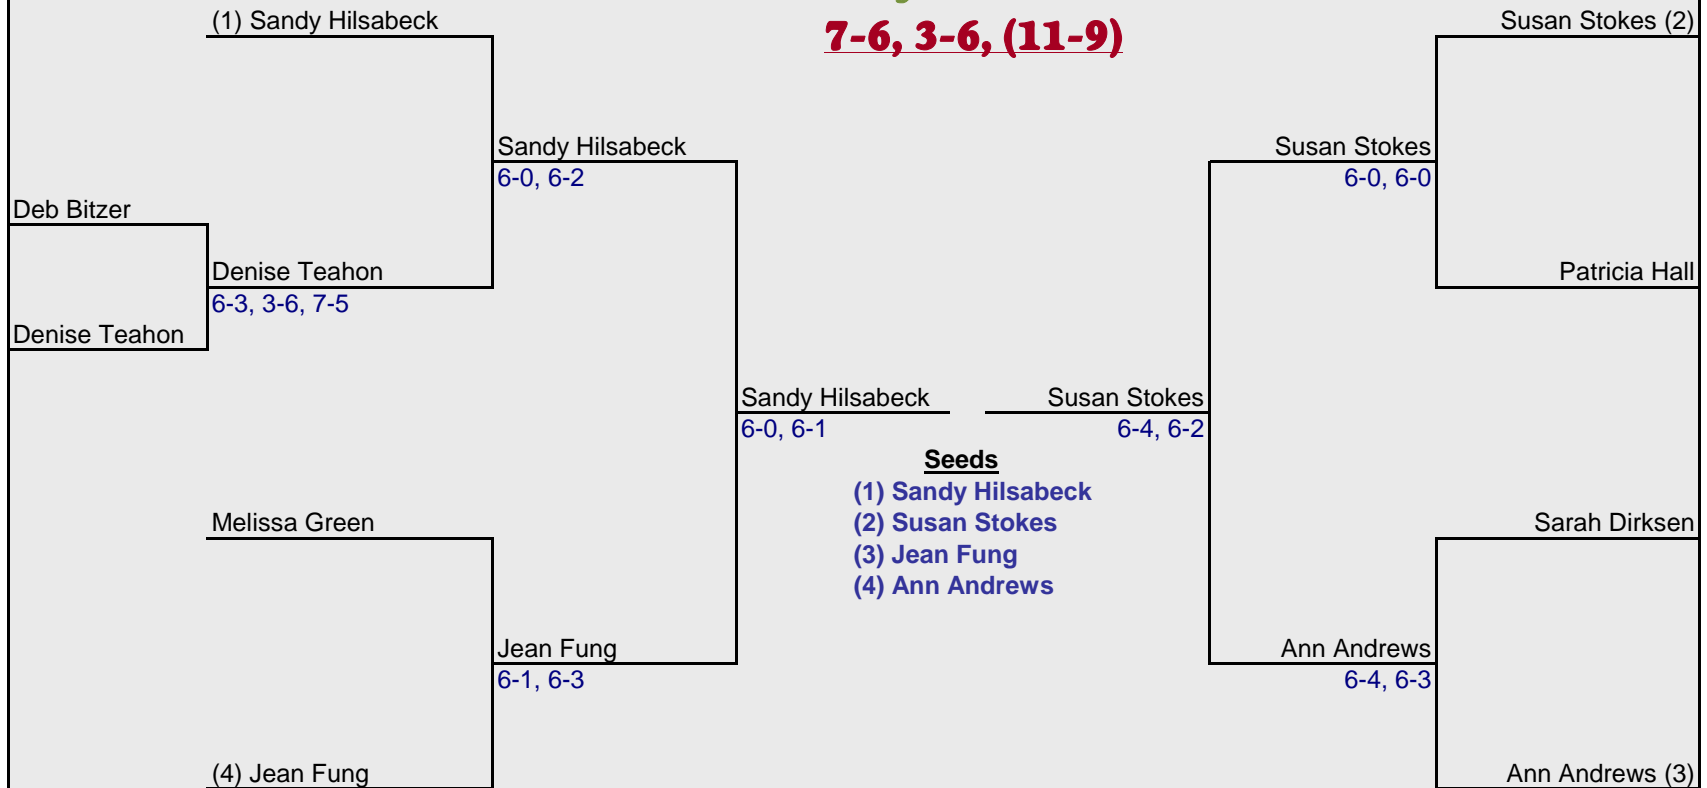 (1) Sandy Hilsabeck
7-6, 3-6, (11-9)
Susan Stokes (2)
Sandy Hilsabeck
6-0, 6-2
Susan Stokes
6-0, 6-0
Deb Bitzer
Denise Teahon
6-3, 3-6, 7-5
Patricia Hall
Denise Teahon
Sandy Hilsabeck
6-0, 6-1
Susan Stokes
6-4, 6-2
Seeds
(1) Sandy Hilsabeck
(2) Susan Stokes
(3) Jean Fung
(4) Ann Andrews
Melissa Green
Sarah Dirksen
Jean Fung
6-1, 6-3
Ann Andrews
6-4, 6-3
(4) Jean Fung
Ann Andrews (3)